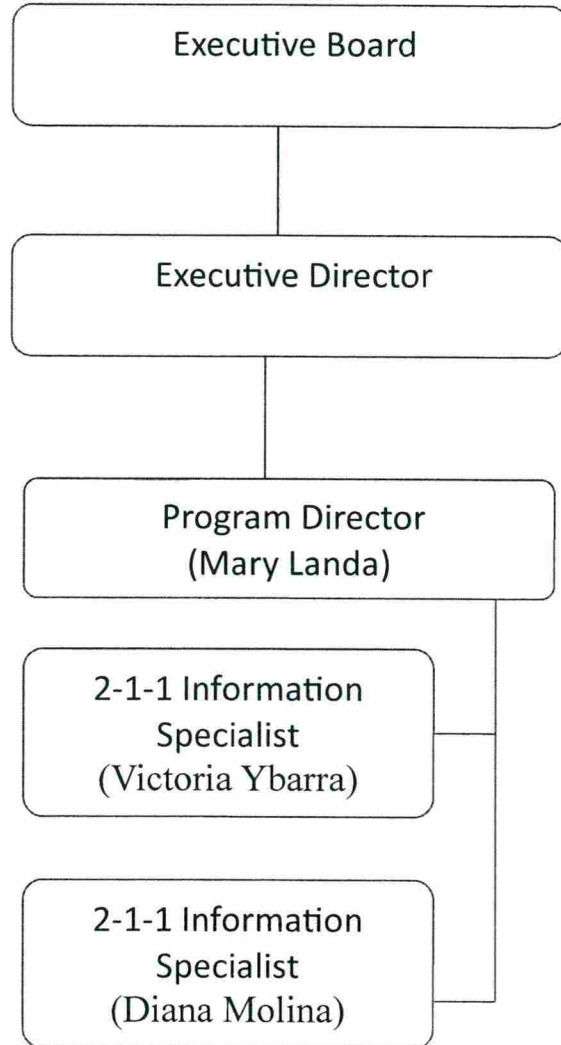 Executive Board
Executive Director
Program Director
(Mary Landa)
2-1-1 Information
Specialist
(Victoria Ybarra)
2-1-1 Information
Specialist
(Diana Molina)